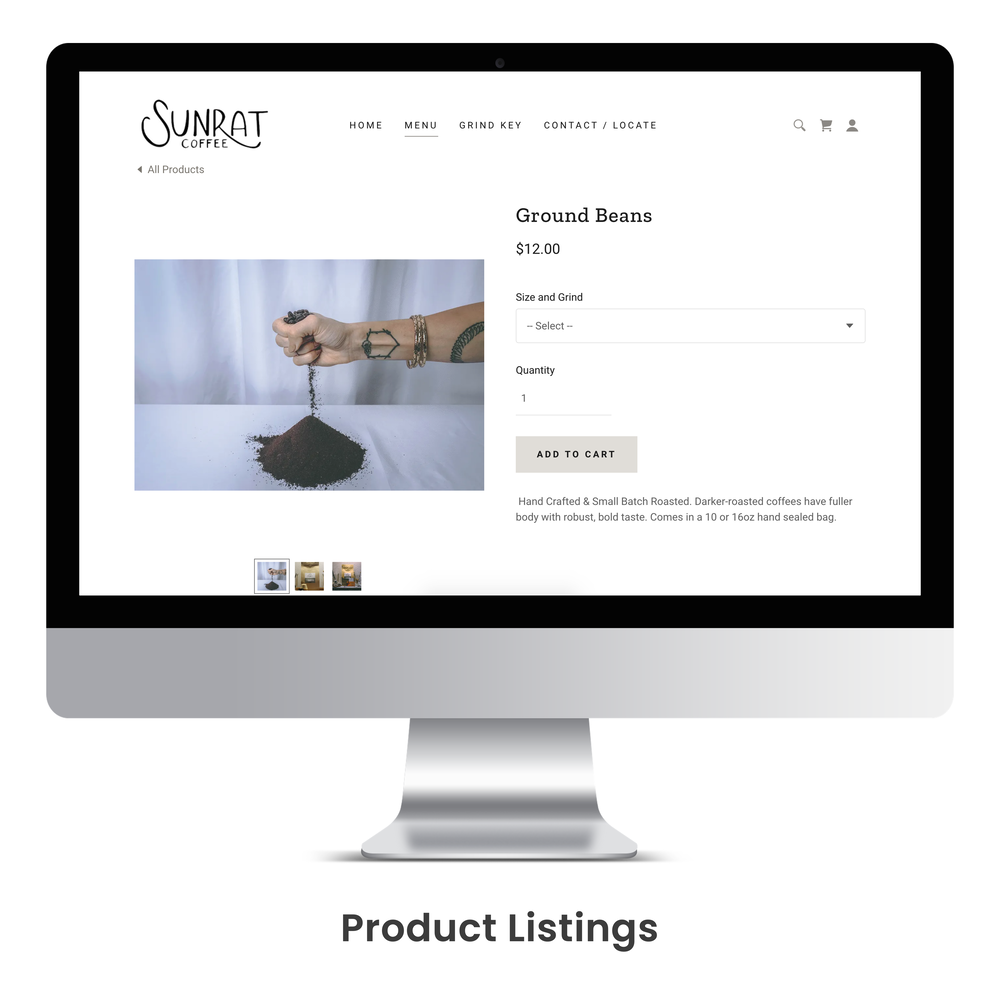 SUNRAT
COFFEE
HOME MENU GRIND KEY CONTACT / LOCATE
All Products
Ground Beans
$12.00
Size and Grind
-- Select --
Quantity
1
ADD TO CART
Hand Crafted & Small Batch Roasted. Darker-roasted coffees have fuller
body with robust, bold taste. Comes in a 10 or 16oz hand sealed bag.
Product Listings